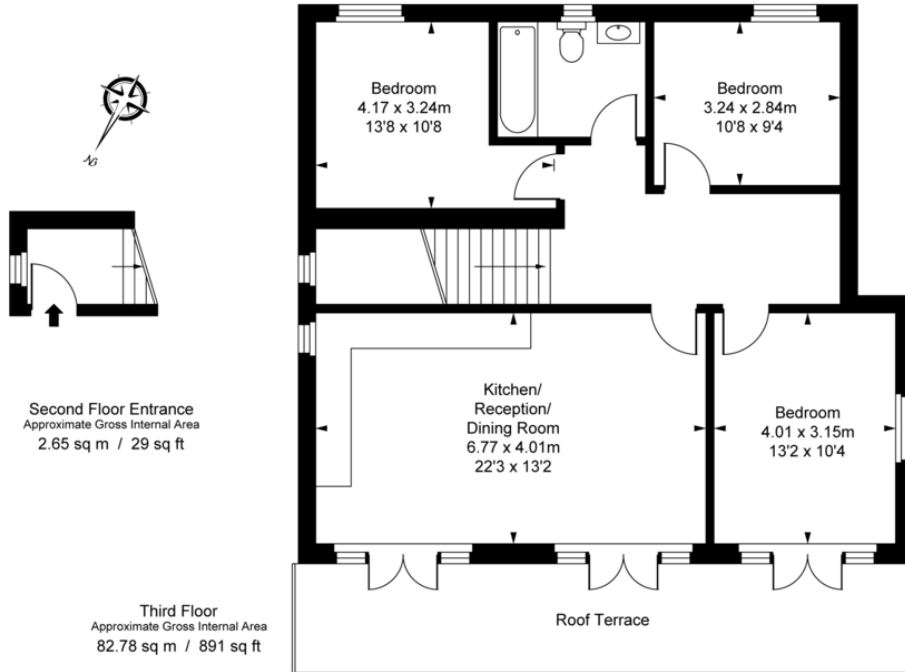 Bedroom
4.17 x 3.24m
13'8 x 10'8
Bedroom
3.24 x 2.84m
10'8 x 9'4
N
Second Floor Entrance
Approximate Gross Internal Area
2.65 sq m / 29 sq ft
Kitchen/
Reception/
Dining Room
6.77 x 4.01m
22'3 x 13'2
Bedroom
4.01 x 3.15m
13'2 x 10'4
Third Floor
Approximate Gross Internal Area
82.78 sq m / 891 sq ft
Roof Terrace